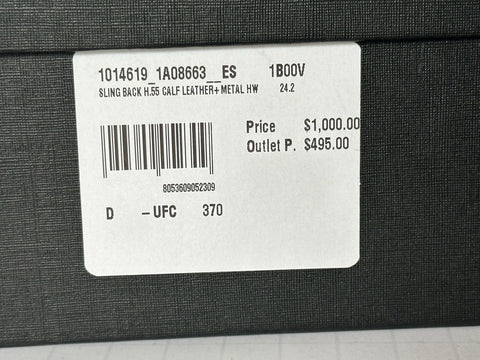 1014619_1A08663__ES 1B00V
SLING BACK H.55 CALF LEATHER+ METAL HW 24.2
Price $1,000.00
Outlet P. $495.00
8053609052309
D -UFC 370